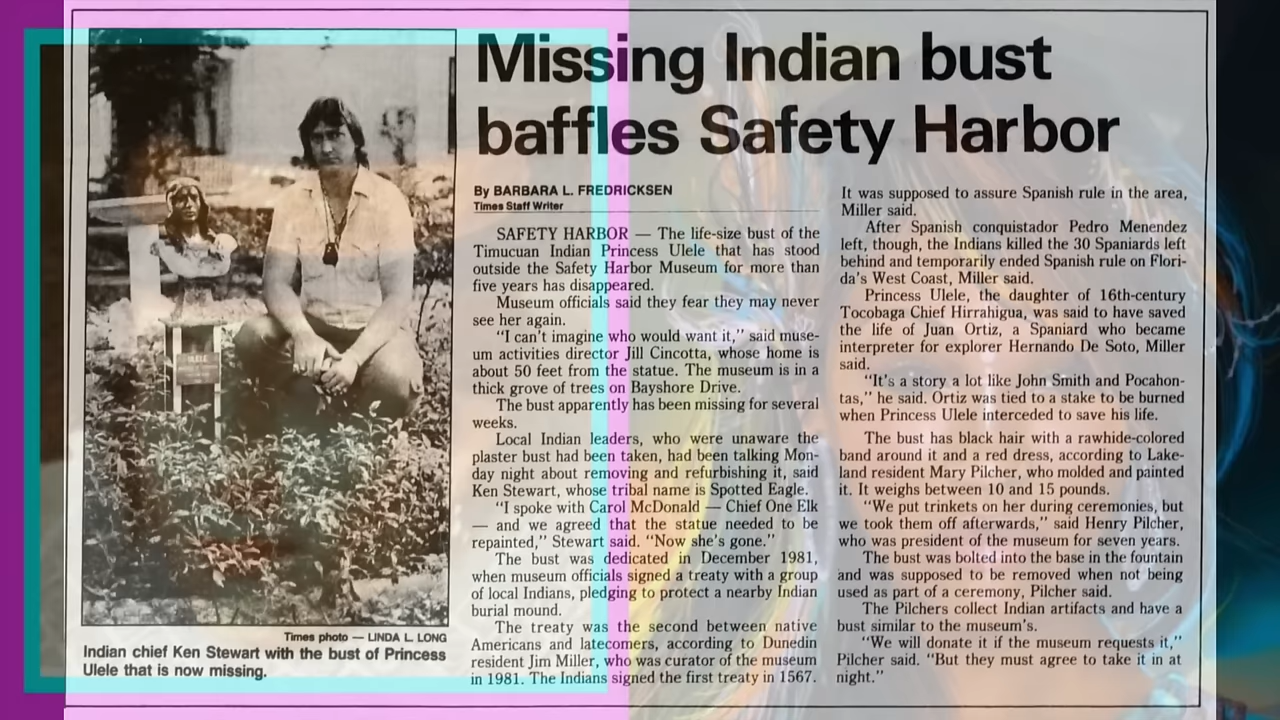 Missing Indian bust
baffles Safety Harbor
By BARBARA L. FREDRICKSEN
Times Staff Writer
SAFETY HARBOR — The life-size bust of the
Timucuan Indian Princess Ulele that has stood
outside the Safety Harbor Museum for more than
five years has disappeared.
Museum officials said they fear they may never
see her again.
“I can’t imagine who would want it,” said muse-
um activities director Jill Cincotta, whose home is
about 50 feet from the statue. The museum is in a
thick grove of trees on Bayshore Drive.
The bust apparently has been missing for several
weeks.
Local Indian leaders, who were unaware the
plaster bust had been taken, had been talking Mon-
day night about removing and refurbishing it, said
Ken Stewart, whose tribal name is Spotted Eagle.
“I spoke with Carol McDonald — Chief One Elk
— and we agreed that the statue needed to be
repainted,” Stewart said. “Now she’s gone.”
The bust was dedicated in December 1981,
when museum officials signed a treaty with a group
of local Indians, pledging to protect a nearby Indian
burial mound.
The treaty was the second between native
Americans and latecomers, according to Dunedin
resident Jim Miller, who was curator of the museum
in 1981. The Indians signed the first treaty in 1567.
It was supposed to assure Spanish rule in the area,
Miller said.
After Spanish conquistador Pedro Menendez
left, though, the Indians killed the 30 Spaniards left
behind and temporarily ended Spanish rule on Flori-
da’s West Coast, Miller said.
Princess Ulele, the daughter of 16th-century
Tocobaga Chief Hirrahigua, was said to have saved
the life of Juan Ortiz, a Spaniard who became
interpreter for explorer Hernando De Soto, Miller
said.
“It’s a story a lot like John Smith and Pocahon-
tas,” he said. Ortiz was tied to a stake to be burned
when Princess Ulele interceded to save his life.
The bust has black hair with a rawhide-colored
band around it and a red dress, according to Lake-
land resident Mary Pilcher, who molded and painted
it. It weighs between 10 and 15 pounds.
“We put trinkets on her during ceremonies, but
we took them off afterwards,” said Henry Pilcher,
who was president of the museum for seven years.
The bust was bolted into the base in the fountain
and was supposed to be removed when not being
used as part of a ceremony, Pilcher said.
The Pilchers collect Indian artifacts and have a
bust similar to the museum’s.
“We will donate it if the museum requests it,”
Pilcher said. “But they must agree to take it in at
night.”
ULELE
Times photo — LINDA L. LONG
Indian chief Ken Stewart with the bust of Princess
Ulele that is now missing.